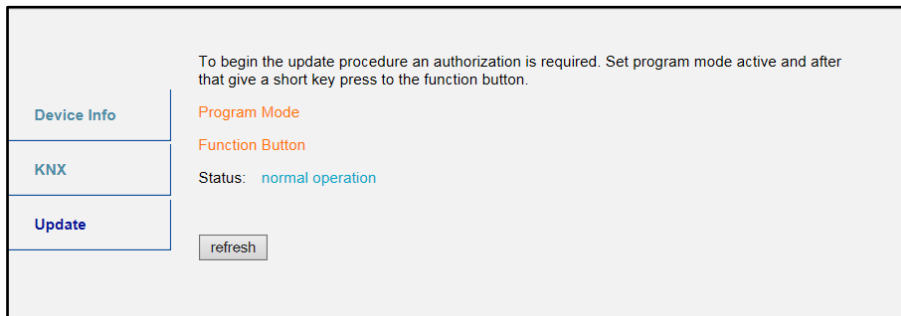 To begin the update procedure an authorization is required. Set program mode active and after
that give a short key press to the function button.
Device Info
Program Mode
Function Button
KNX
Status: normal operation
Update
refresh